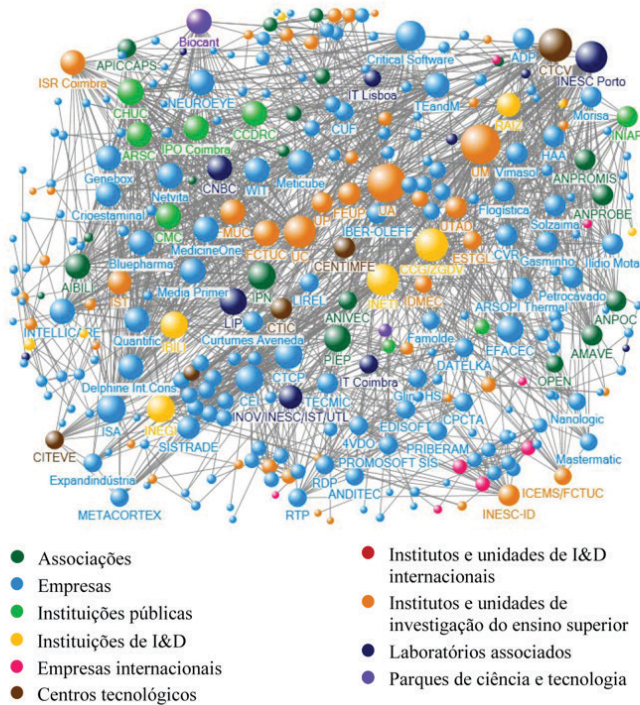 Biocant
ISR Coimbra
APICCAPS
Critical Software
ADP
CTCV
INESC Porto
CHUC
NEUROEYE
IT Lisboa
TEandM
RAIZ
Morisa
INIAP
ARSC
IPO Coimbra
CCDRC
CUF
UM
HAA
ANPROMIS
Genebox
Netvita
CNBC
WIT
Meticube
Vimasol
Crioestaminal
UA
Flogística
Solzaima
ANPROBE
CMC
FMUC
UP
FEUP
IBER-OLEFF
UTAD
Bluepharma
MedicineOne
FCTUC
UC
CENTIMFE
CCG/ZGDV
ESTGL
CVR
Gasminho
Ilídio Mota
AIBILI
IST
Media Primer
IPN
LIREL
INETI
IDMEC
ARSOPI Thermal
Petrocavado
INTELLICARE
Quantific
IBILI
LIP
CTIC
ANIVEC
Famolde
EFACEC
ANPOC
Curtumes Aveneda
PIEP
DATELKA
AMAVE
Delphine Int.Cons.
CTCP
IT Coimbra
OPEN
CEL
TECMIC
ISA
INEGI
INOV/INESC/IST/UTL
EDISOFT
CPCTA
Nanologic
CITEVE
SISTRADE
4VDO
PRIBERAM
Mastermatic
Expandindústria
RDP
PROMOSOFT SIS
METACORTEX
RTP
ANDITEC
INESC-ID
ICEMS/FCTUC
Associações
Empresas
Instituições públicas
Instituições de I&D
Empresas internacionais
Centros tecnológicos
Institutos e unidades de I&D
internacionais
Institutos e unidades de
investigação do ensino superior
Laboratórios associados
Parques de ciência e tecnologia